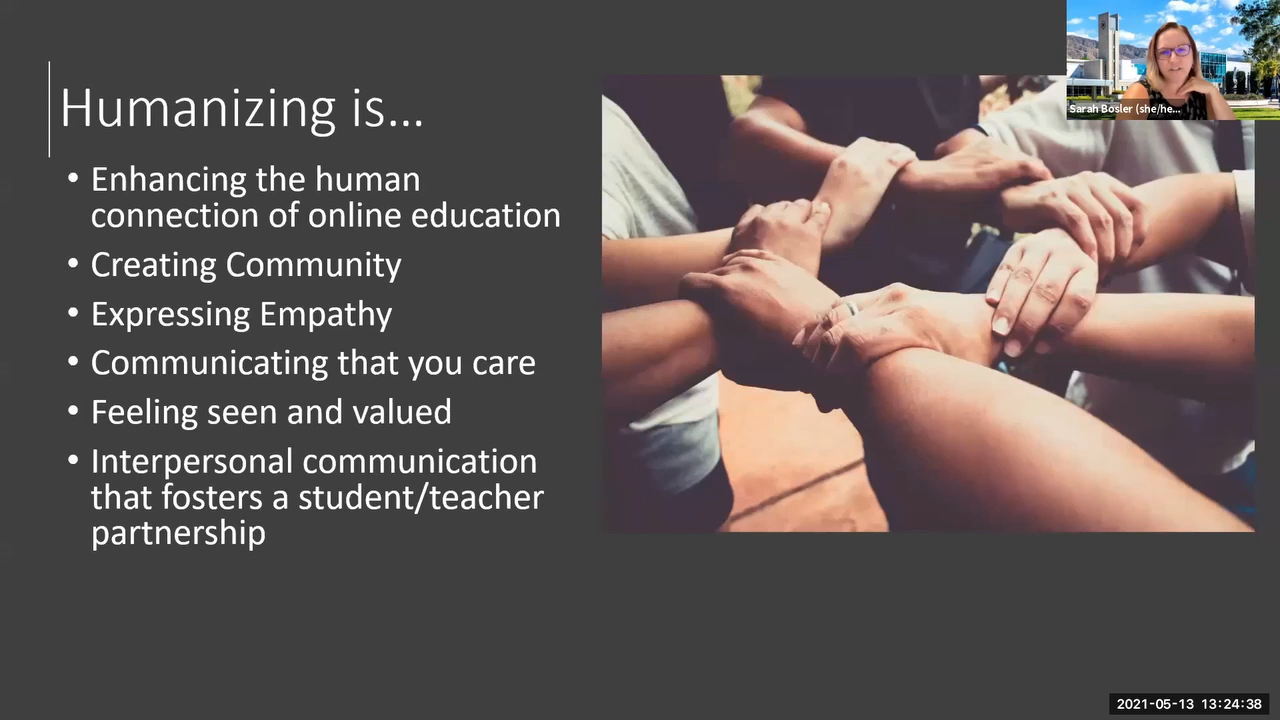 Humanizing is...
• Enhancing the human
connection of online education
• Creating Community
• Expressing Empathy
• Communicating that you care
• Feeling seen and valued
• Interpersonal communication
that fosters a student/teacher
partnership
Sarah Bosler (she/he...
2021-05-13 13:24:38